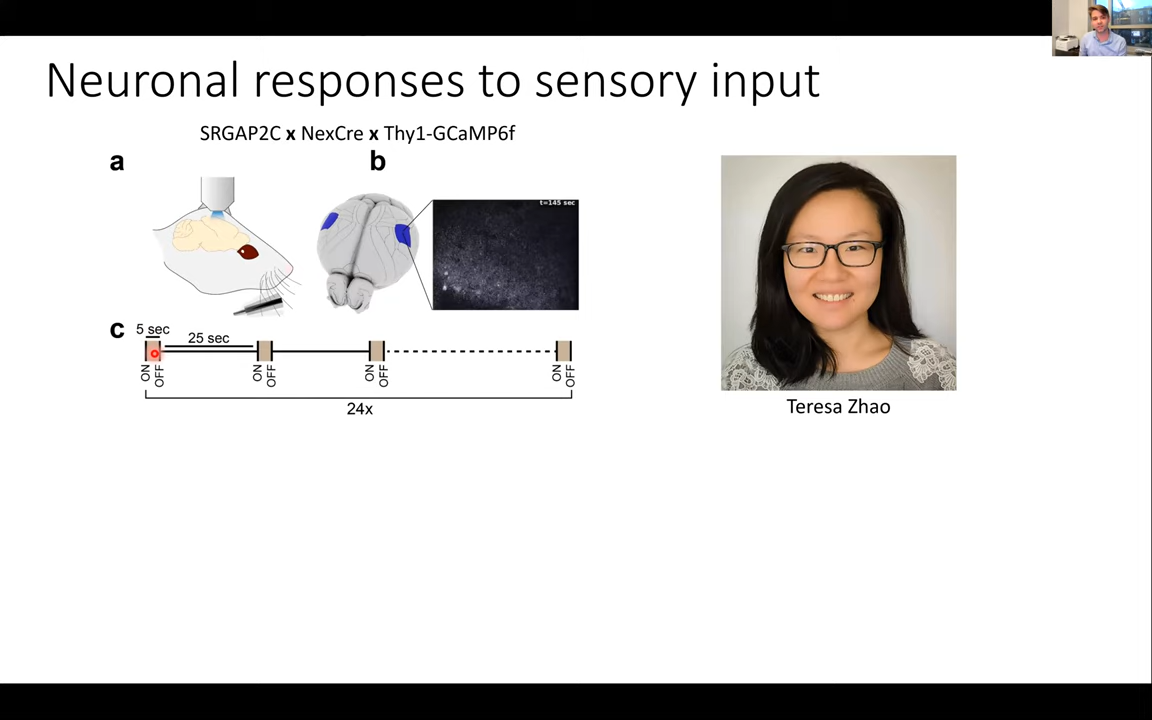 Neuronal responses to sensory input
SRGAP2C x NexCre x Thy1-GCaMP6f
a
b
t=145 sec
c
5 sec
25 sec
ON
OFF
ON
OFF
ON
OFF
ON
OFF
24x
Teresa Zhao